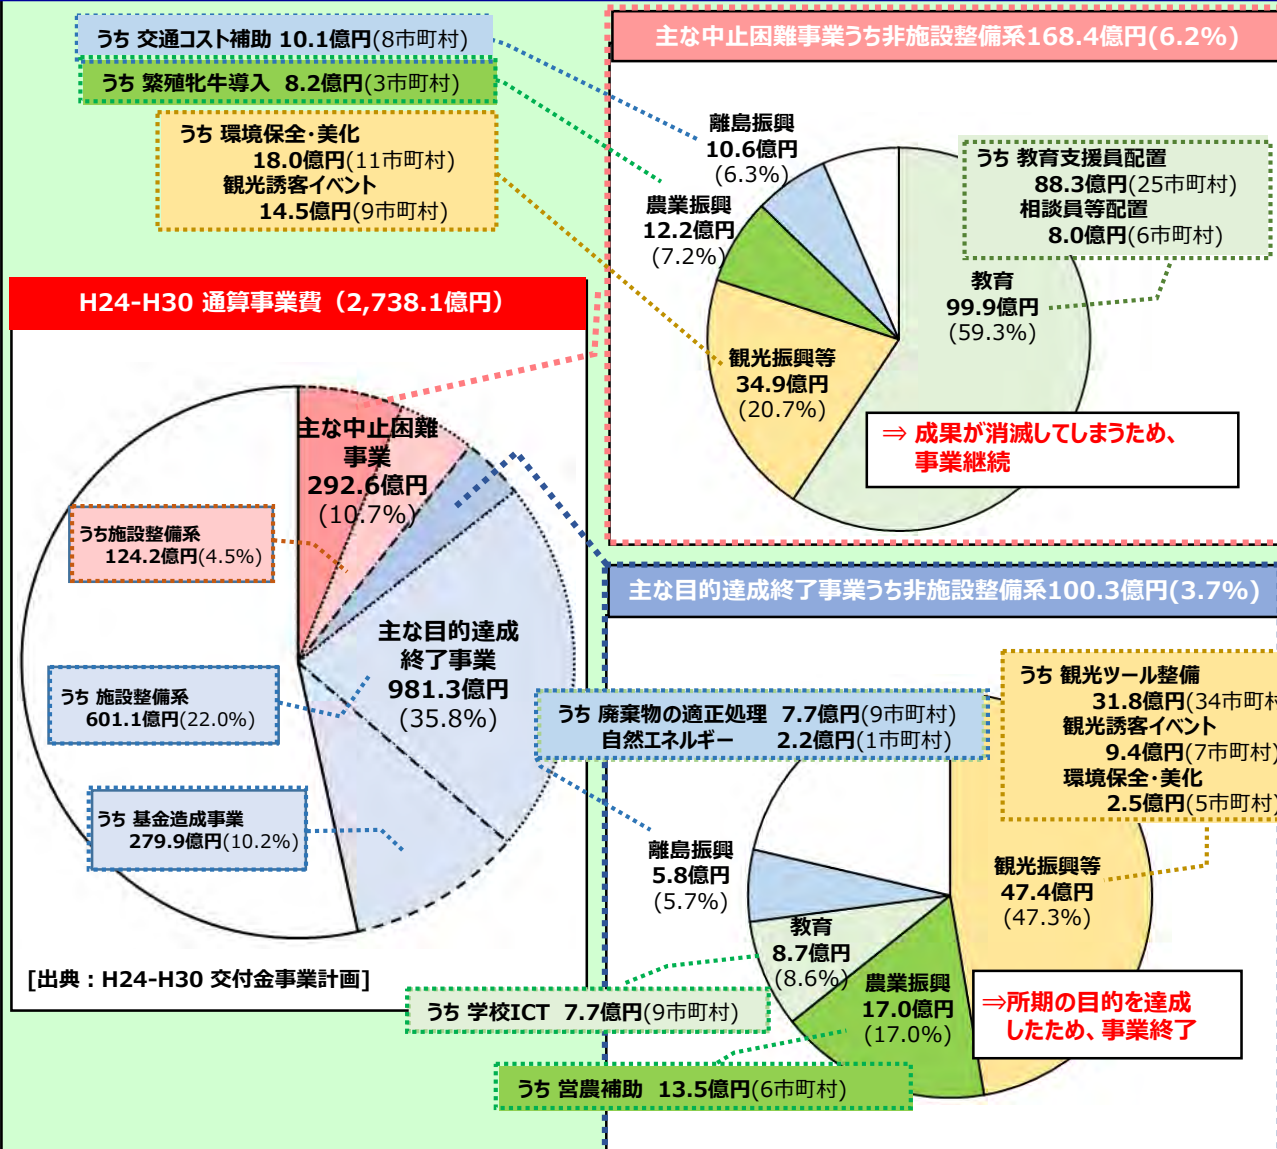 うち 交通コスト補助 10.1億円(8市町村)
うち 繁殖牝牛導入 8.2億円(3市町村)
うち 環境保全・美化
18.0億円(11市町村)
観光誘客イベント
14.5億円(9市町村)
主な中止困難事業うち非施設整備系168.4億円(6.2%)
離島振興
10.6億円
(6.3%)
農業振興
12.2億円
(7.2%)
観光振興等
34.9億円
(20.7%)
うち 教育支援員配置
88.3億円(25市町村)
相談員等配置
8.0億円(6市町村)
教育
99.9億円
(59.3%)
⇒ 成果が消滅してしまうため、
事業継続
H24-H30 通算事業費（2,738.1億円）
主な中止困難
事業
292.6億円
(10.7%)
うち施設整備系
124.2億円(4.5%)
主な目的達成
終了事業
981.3億円
(35.8%)
うち 施設整備系
601.1億円(22.0%)
うち 基金造成事業
279.9億円(10.2%)
[出典：H24-H30 交付金事業計画]
主な目的達成終了事業うち非施設整備系100.3億円(3.7%)
うち 廃棄物の適正処理 7.7億円(9市町村)
自然エネルギー 2.2億円(1市町村)
うち 観光ツール整備
31.8億円(34市町村
観光誘客イベント
9.4億円(7市町村)
環境保全・美化
2.5億円(5市町村)
離島振興
5.8億円
(5.7%)
教育
8.7億円
(8.6%)
農業振興
17.0億円
(17.0%)
観光振興等
47.4億円
(47.3%)
⇒所期の目的を達成
したため、事業終了
うち 学校ICT 7.7億円(9市町村)
うち 営農補助 13.5億円(6市町村)